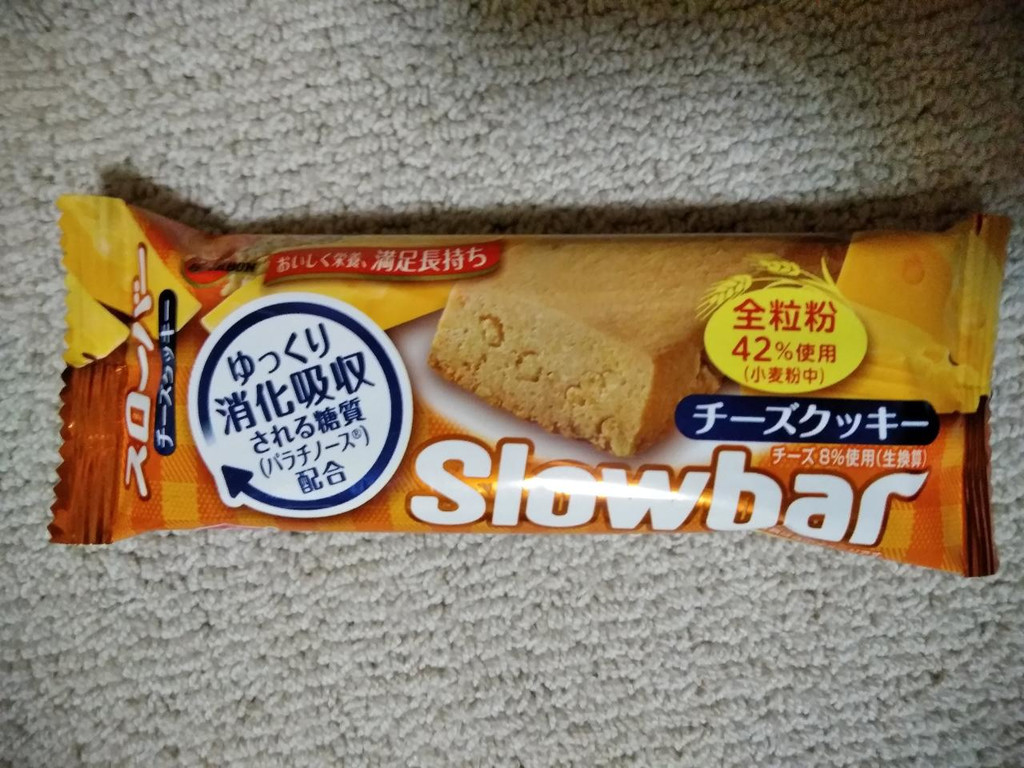 スローバー
チーズクッキー
おいしく栄養、満足長持ち
ゆっくり
消化吸収
される糖質
(パラチノース®)
配合
全粒粉
42%使用
(小麦粉中)
チーズクッキー
チーズ8%使用(生換算)
Slowbar